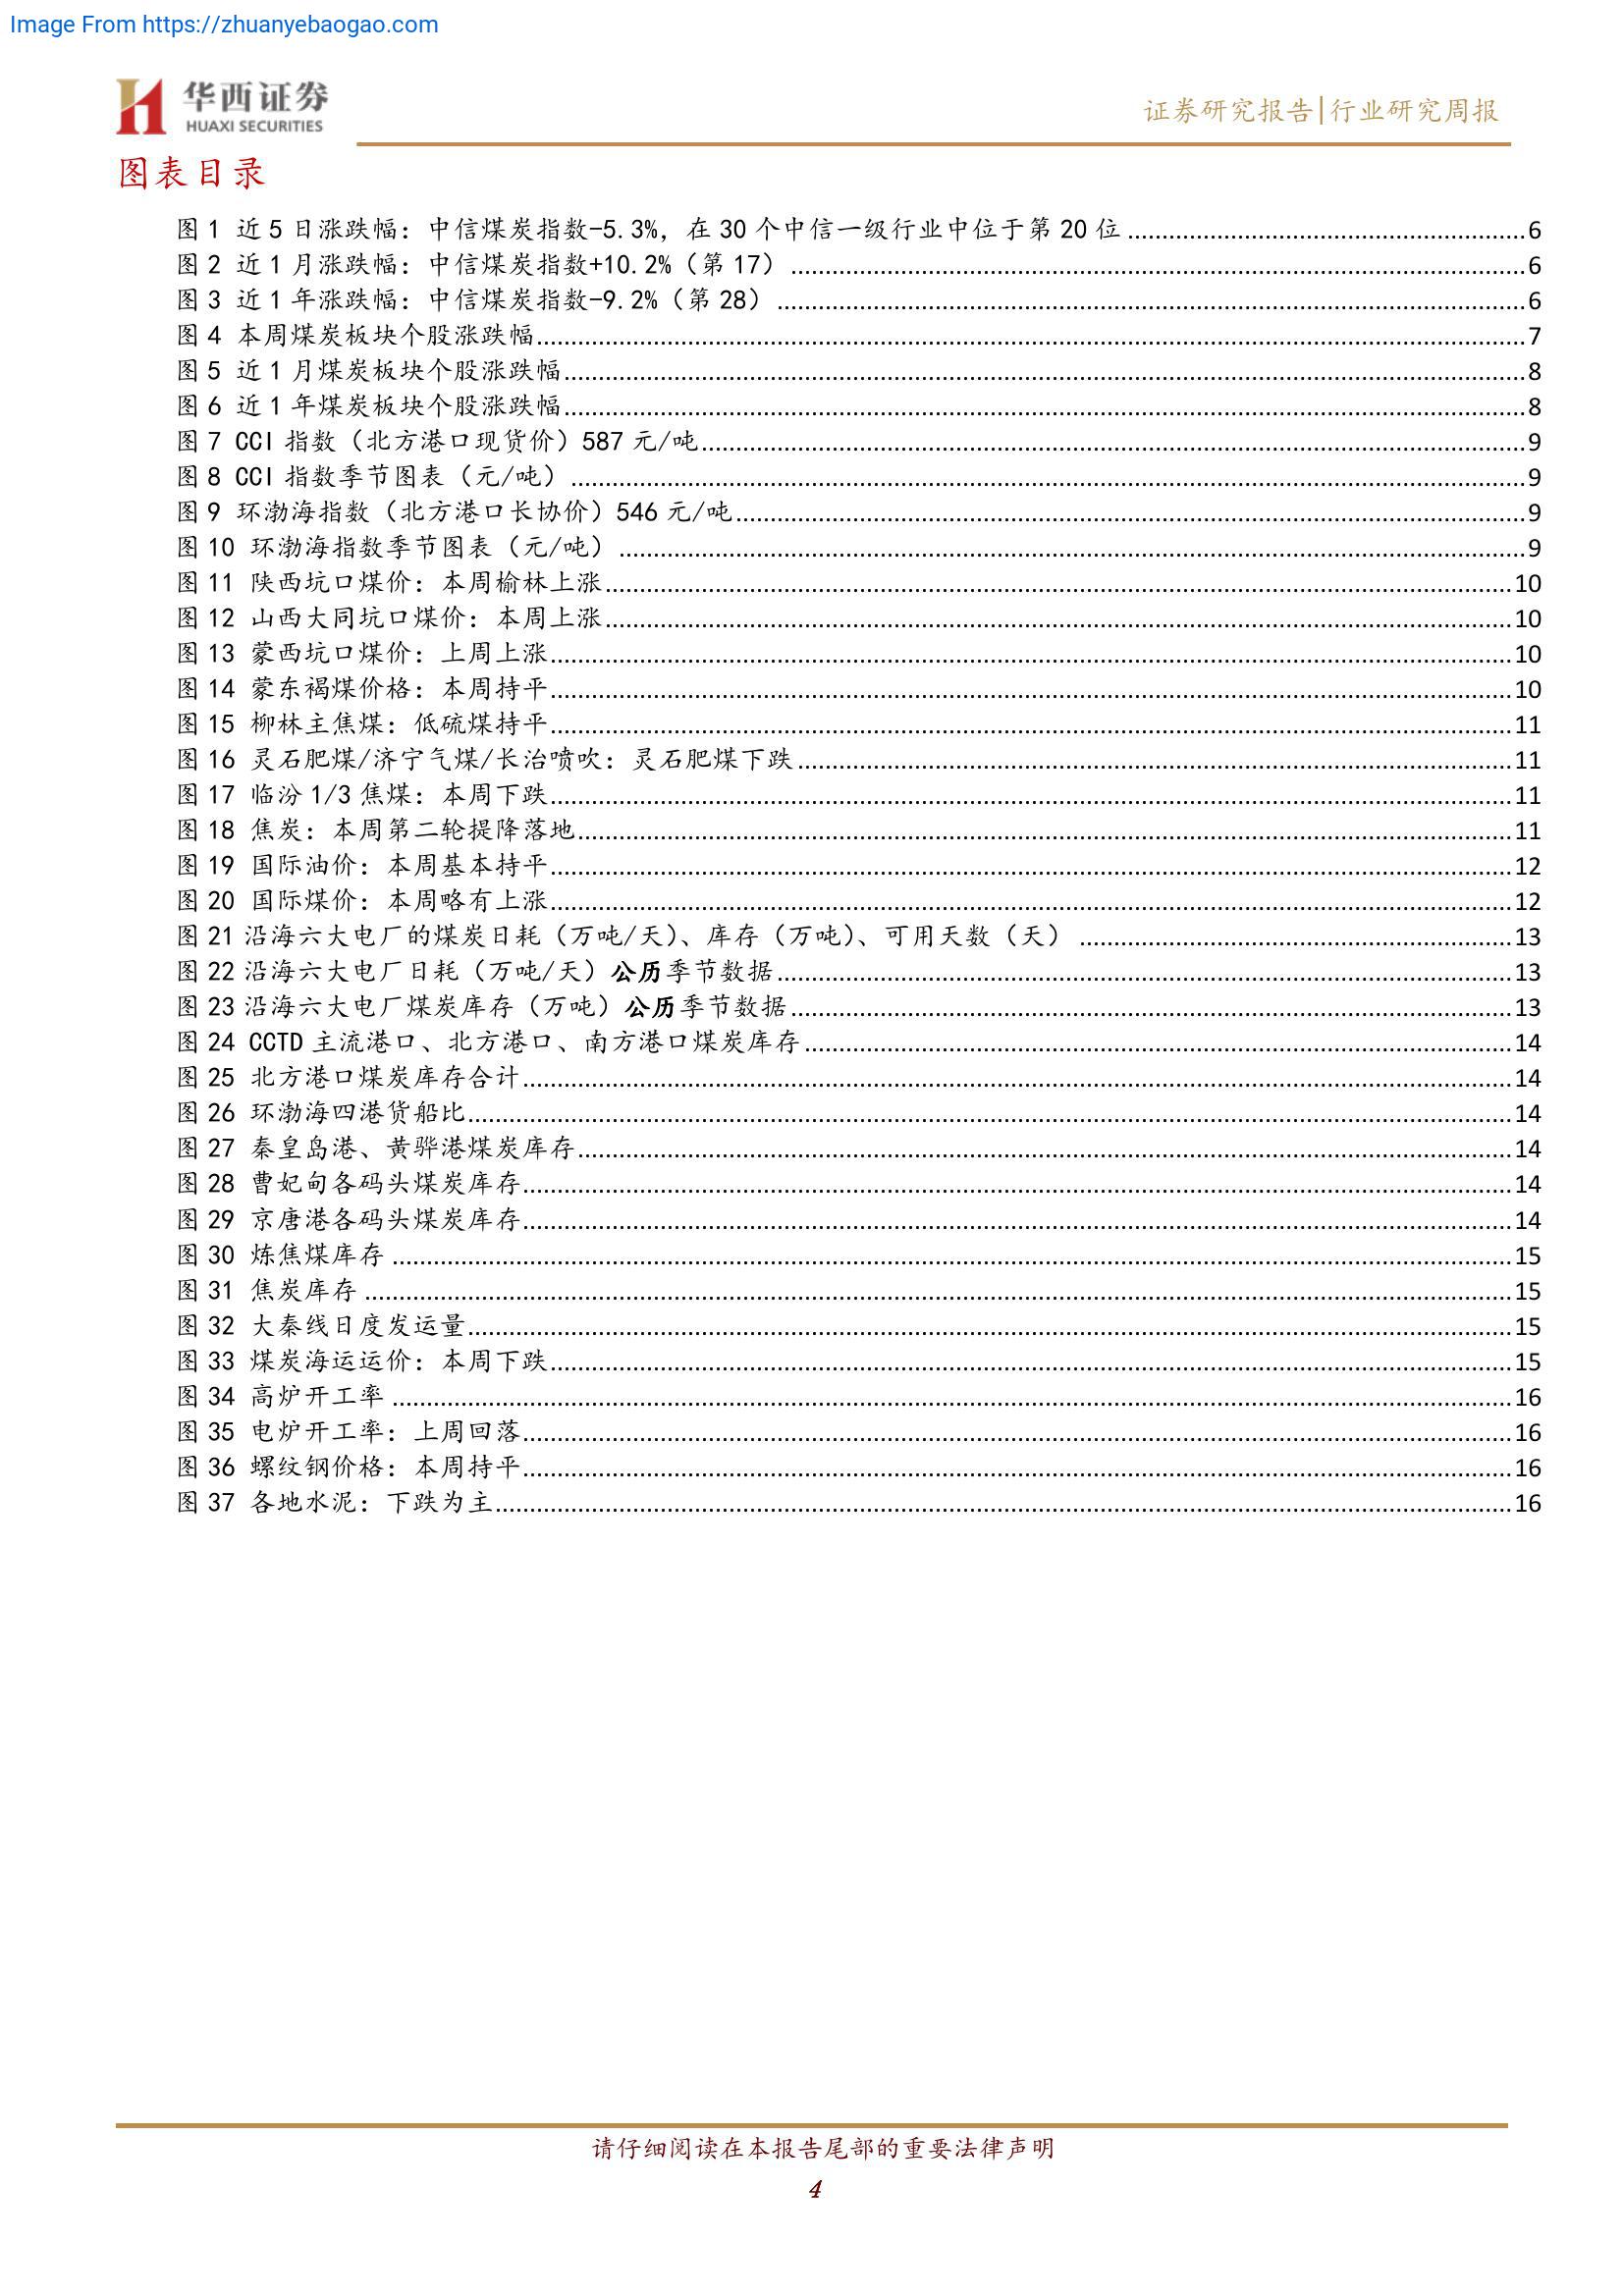 Image From https://zhuanyebaogao.com
华西证券
HUAXI SECURITIES
证券研究报告|行业研究周报
图表目录
图 1 近 5 日涨跌幅：中信煤炭指数-5.3%，在 30 个中信一级行业中位于第 20 位 6
图 2 近 1 月涨跌幅：中信煤炭指数+10.2%（第 17） 6
图 3 近 1 年涨跌幅：中信煤炭指数-9.2%（第 28） 6
图 4 本周煤炭板块个股涨跌幅 7
图 5 近 1 月煤炭板块个股涨跌幅 8
图 6 近 1 年煤炭板块个股涨跌幅 8
图 7 CCI 指数（北方港口现货价）587 元/吨 9
图 8 CCI 指数季节图表（元/吨） 9
图 9 环渤海指数（北方港口长协价）546 元/吨 9
图 10 环渤海指数季节图表（元/吨） 9
图 11 陕西坑口煤价：本周榆林上涨 10
图 12 山西大同坑口煤价：本周上涨 10
图 13 蒙西坑口煤价：上周上涨 10
图 14 蒙东褐煤价格：本周持平 10
图 15 柳林主焦煤：低硫煤持平 11
图 16 灵石肥煤/济宁气煤/长治喷吹：灵石肥煤下跌 11
图 17 临汾 1/3 焦煤：本周下跌 11
图 18 焦炭：本周第二轮提降落地 11
图 19 国际油价：本周基本持平 12
图 20 国际煤价：本周略有上涨 12
图 21 沿海六大电厂的煤炭日耗（万吨/天）、库存（万吨）、可用天数（天） 13
图 22 沿海六大电厂日耗（万吨/天）公历季节数据 13
图 23 沿海六大电厂煤炭库存（万吨）公历季节数据 13
图 24 CCTD 主流港口、北方港口、南方港口煤炭库存 14
图 25 北方港口煤炭库存合计 14
图 26 环渤海四港货船比 14
图 27 秦皇岛港、黄骅港煤炭库存 14
图 28 曹妃甸各码头煤炭库存 14
图 29 京唐港各码头煤炭库存 14
图 30 炼焦煤库存 15
图 31 焦炭库存 15
图 32 大秦线日度发运量 15
图 33 煤炭海运运价：本周下跌 15
图 34 高炉开工率 16
图 35 电炉开工率：上周回落 16
图 36 螺纹钢价格：本周持平 16
图 37 各地水泥：下跌为主 16
请仔细阅读在本报告尾部的重要法律声明
4